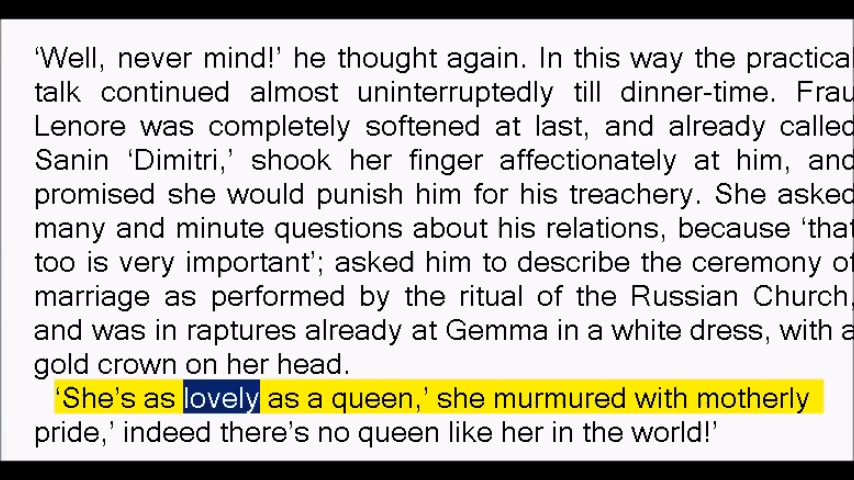 ‘Well, never mind!’ he thought again. In this way the practical
talk continued almost uninterruptedly till dinner-time. Frau
Lenore was completely softened at last, and already called
Sanin ‘Dimitri,’ shook her finger affectionately at him, and
promised she would punish him for his treachery. She asked
many and minute questions about his relations, because ‘that
too is very important’; asked him to describe the ceremony of
marriage as performed by the ritual of the Russian Church,
and was in raptures already at Gemma in a white dress, with a
gold crown on her head.
‘She’s as lovely as a queen,’ she murmured with motherly
pride,’ indeed there’s no queen like her in the world!’